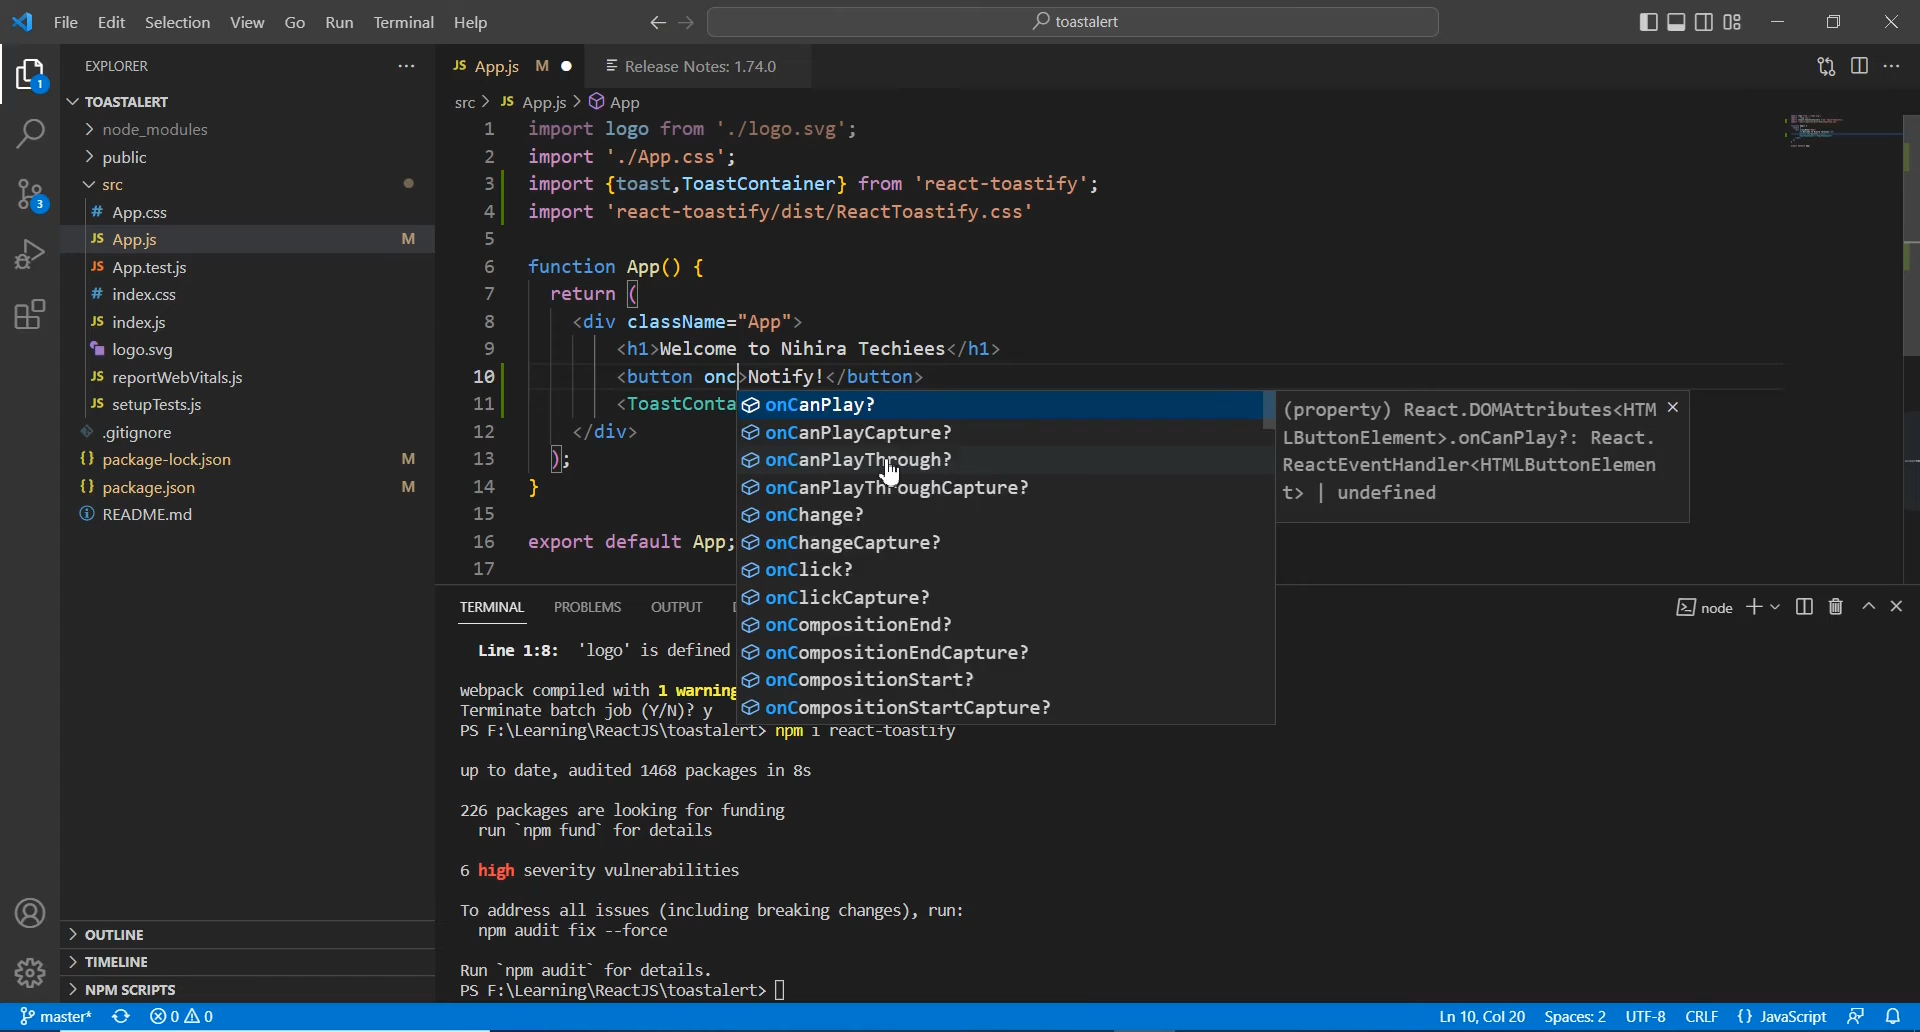 File Edit Selection View Go Run Terminal Help
toastalert
EXPLORER
JS App.js M
Release Notes: 1.74.0
1
TOASTALERT
node_modules
public
src
# App.css
JS App.js M
JS App.test.js
# index.css
JS index.js
logo.svg
JS reportWebVitals.js
JS setupTests.js
.gitignore
{} package-lock.json M
{} package.json M
README.md
3
OUTLINE
TIMELINE
NPM SCRIPTS
src > JS App.js > App
1 import logo from './logo.svg';
2 import './App.css';
3 import {toast,ToastContainer} from 'react-toastify';
4 import 'react-toastify/dist/ReactToastify.css'
5
6 function App() {
7 return (
8 <div className="App">
9 <h1>Welcome to Nihira Techiees</h1>
10 <button onc>Notify!</button>
11 <ToastConta
12 </div>
13 );
14 }
15
16 export default App;
17
onCanPlay?
onCanPlayCapture?
onCanPlayThrough?
onCanPlayThroughCapture?
onChange?
onChangeCapture?
onClick?
onClickCapture?
onCompositionEnd?
onCompositionEndCapture?
onCompositionStart?
onCompositionStartCapture?
(property) React.DOMAttributes<HTM
LButtonElement>.onCanPlay?: React.
ReactEventHandler<HTMLButtonElemen
t> | undefined
TERMINAL PROBLEMS OUTPUT
node
Line 1:8: 'logo' is defined
webpack compiled with 1 warning
Terminate batch job (Y/N)? y
PS F:\Learning\ReactJS\toastalert> npm i react-toastify
up to date, audited 1468 packages in 8s
226 packages are looking for funding
run `npm fund` for details
6 high severity vulnerabilities
To address all issues (including breaking changes), run:
npm audit fix --force
Run `npm audit` for details.
PS F:\Learning\ReactJS\toastalert>
master* 0 0
Ln 10, Col 20 Spaces: 2 UTF-8 CRLF {} JavaScript